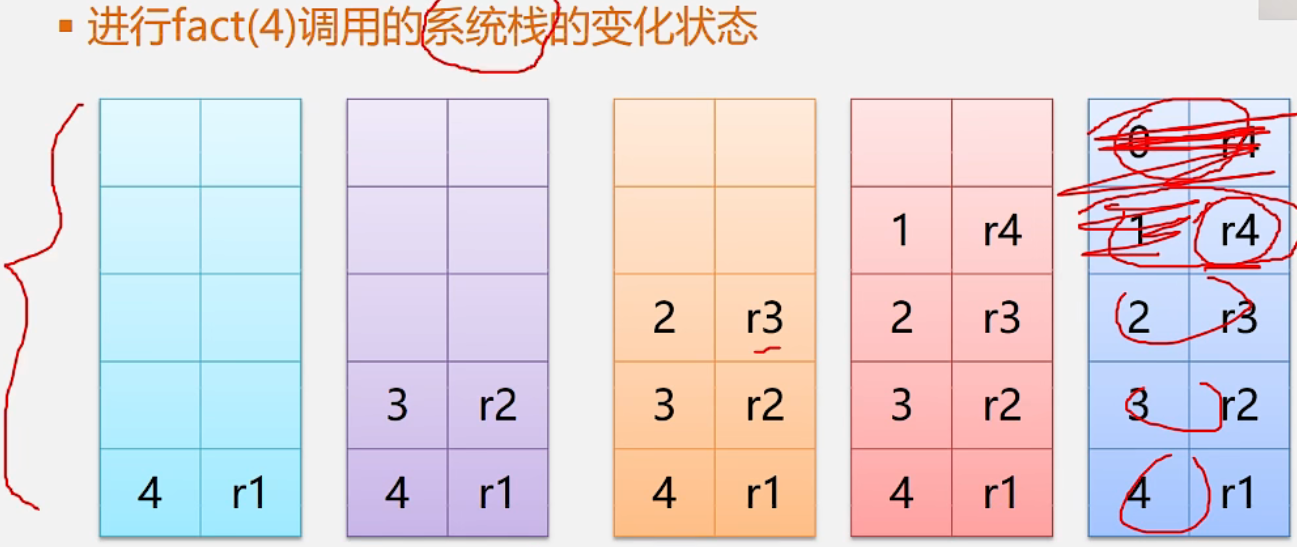 ▪ 进行fact(4)调用的系统栈的变化状态
0 r4
1 r4 1 r4
2 r3 2 r3 2 r3
3 r2 3 r2 3 r2 3 r2
4 r1 4 r1 4 r1 4 r1 4 r1